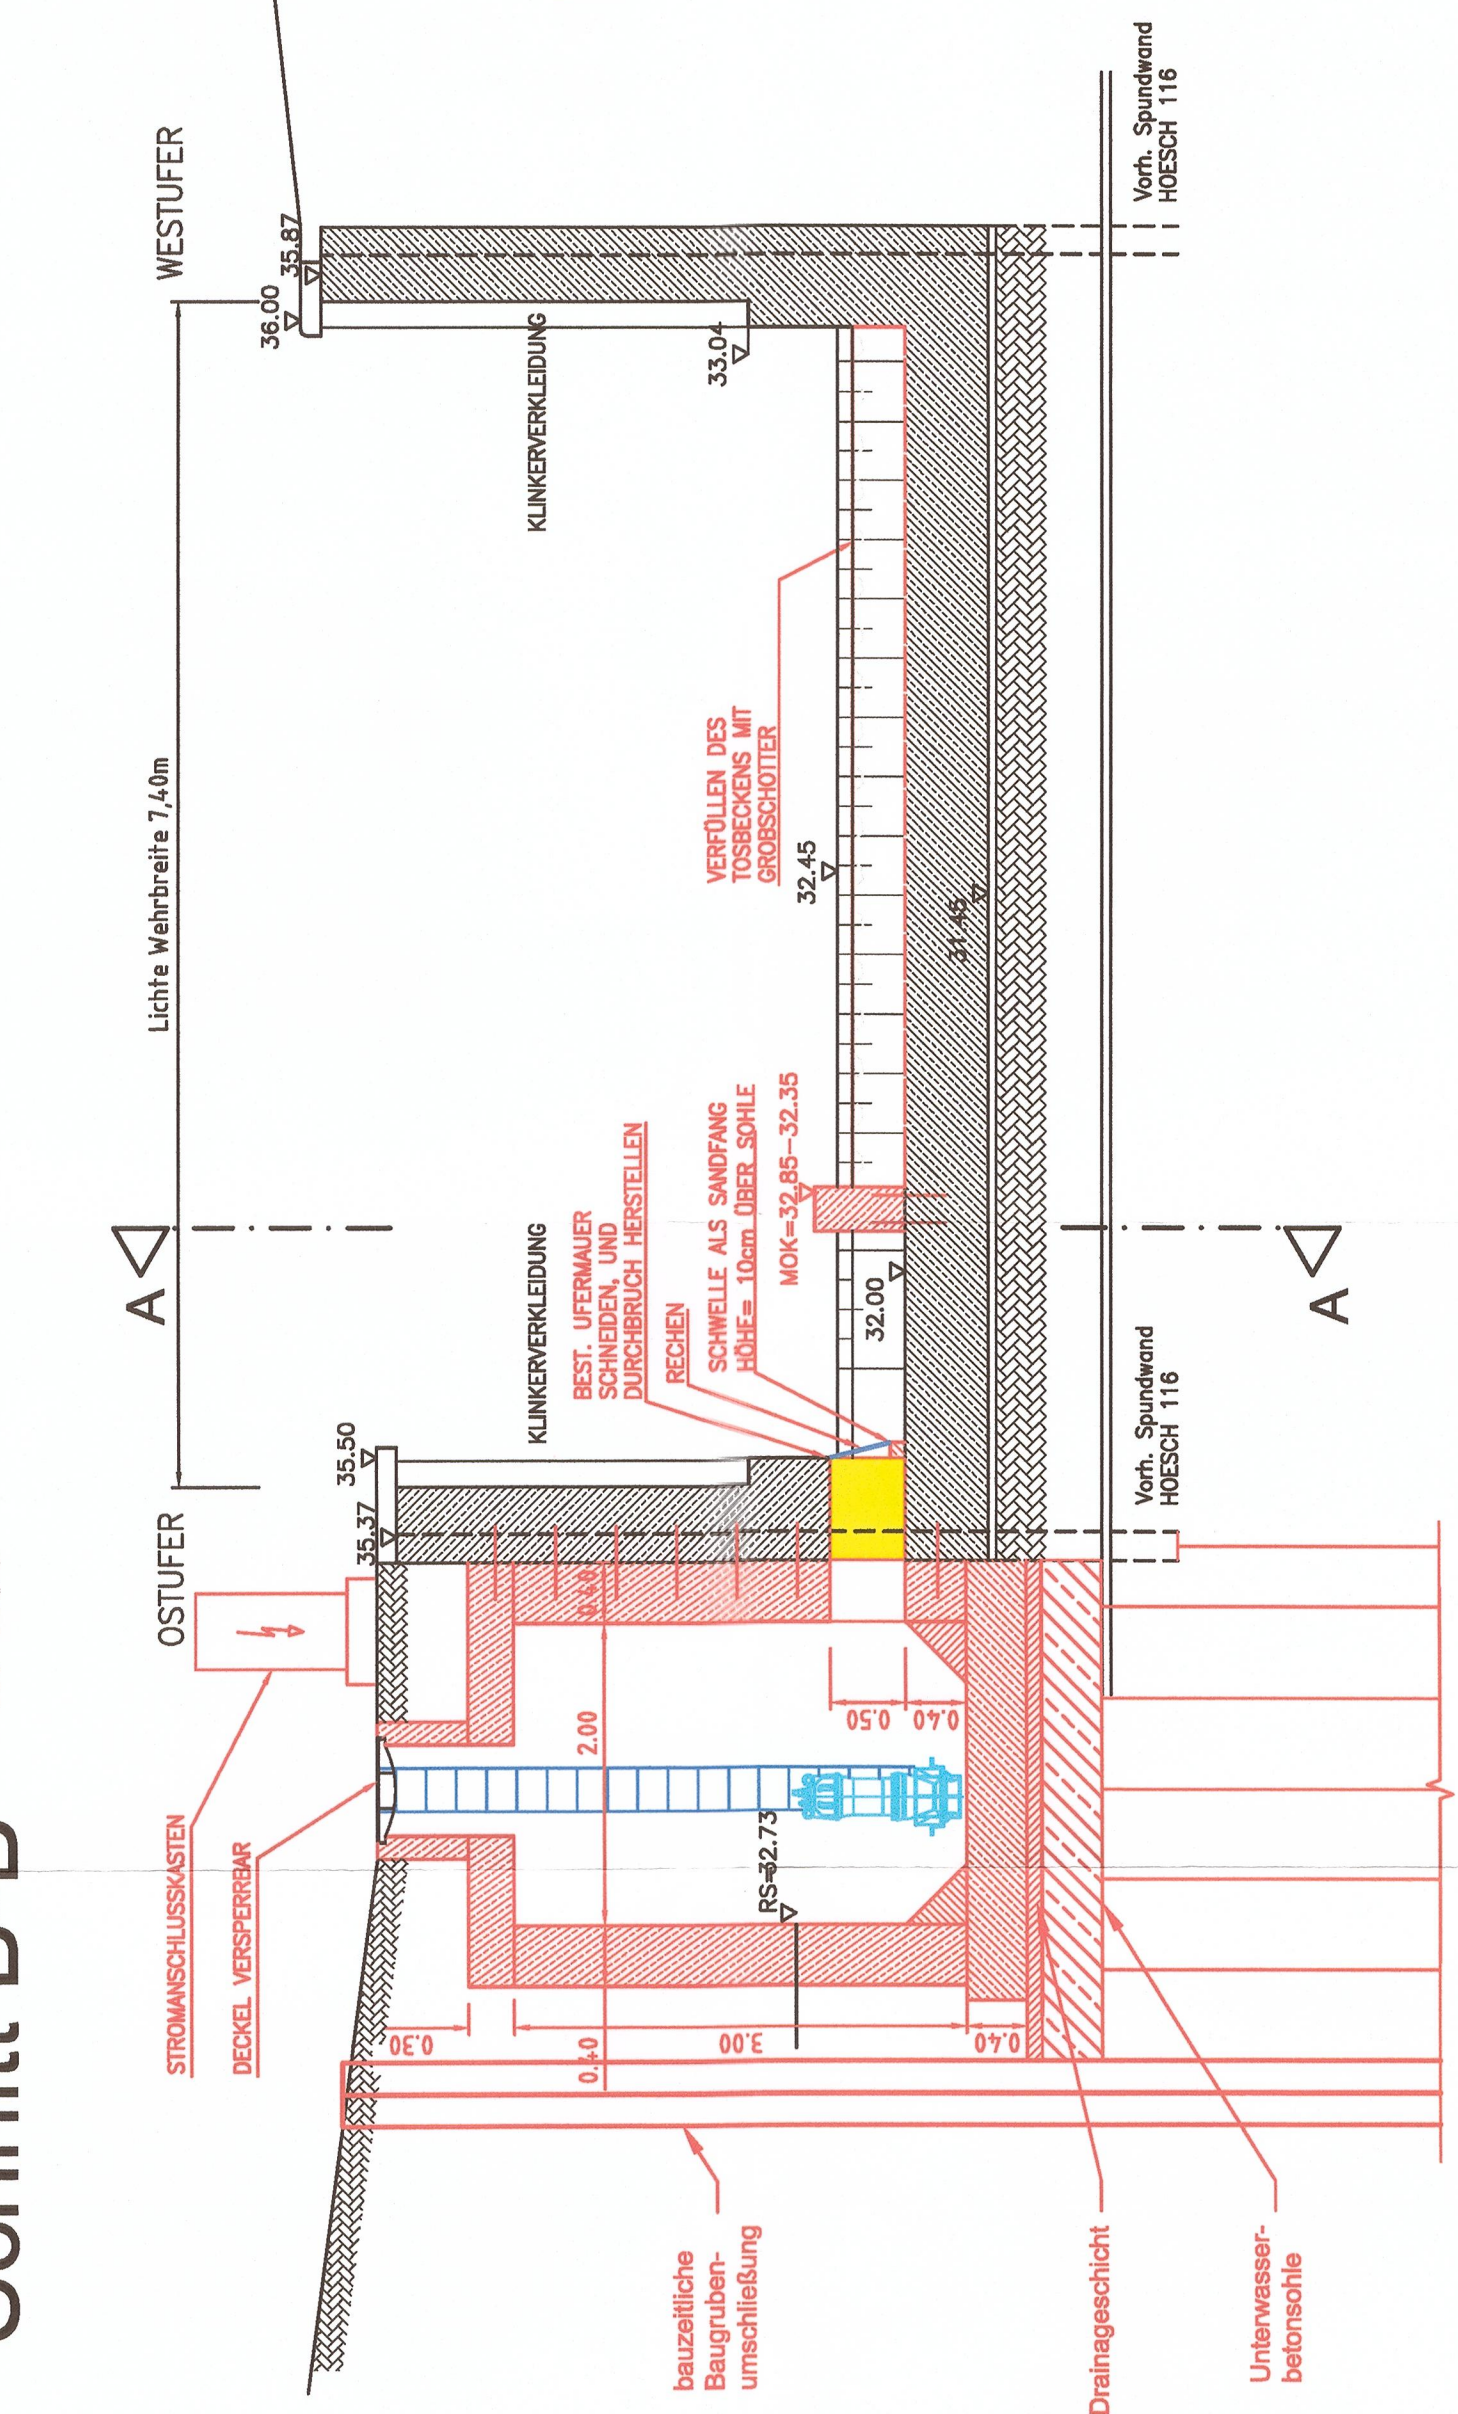 WESTUFER
36.00
35.87
Lichte Wehrbreite 7,40m
A
OSTUFER
35.50
35.37
STROMANSCHLUSSKASTEN
DECKEL VERSPERRBAR
KLINKERVERKLEIDUNG
KLINKERVERKLEIDUNG
33.04
VERFÜLLEN DES
TOSBECKENS MIT
GROBSCHOTTER
32.45
31.45
BEST. UFERMAUER
SCHNEIDEN, UND
DURCHBRUCH HERSTELLEN
RECHEN
SCHWELLE ALS SANDFANG
HÖHE= 10cm ÜBER SOHLE
MOK=32.85-32.35
32.00
0.40
2.00
0.40
0.50
0.40
RS=32.73
0.30
3.00
0.40
Vorh. Spundwand
HOESCH 116
Vorh. Spundwand
HOESCH 116
A
bauzeitliche
Baugruben-
umschließung
Drainageschicht
Unterwasser-
betonsohle